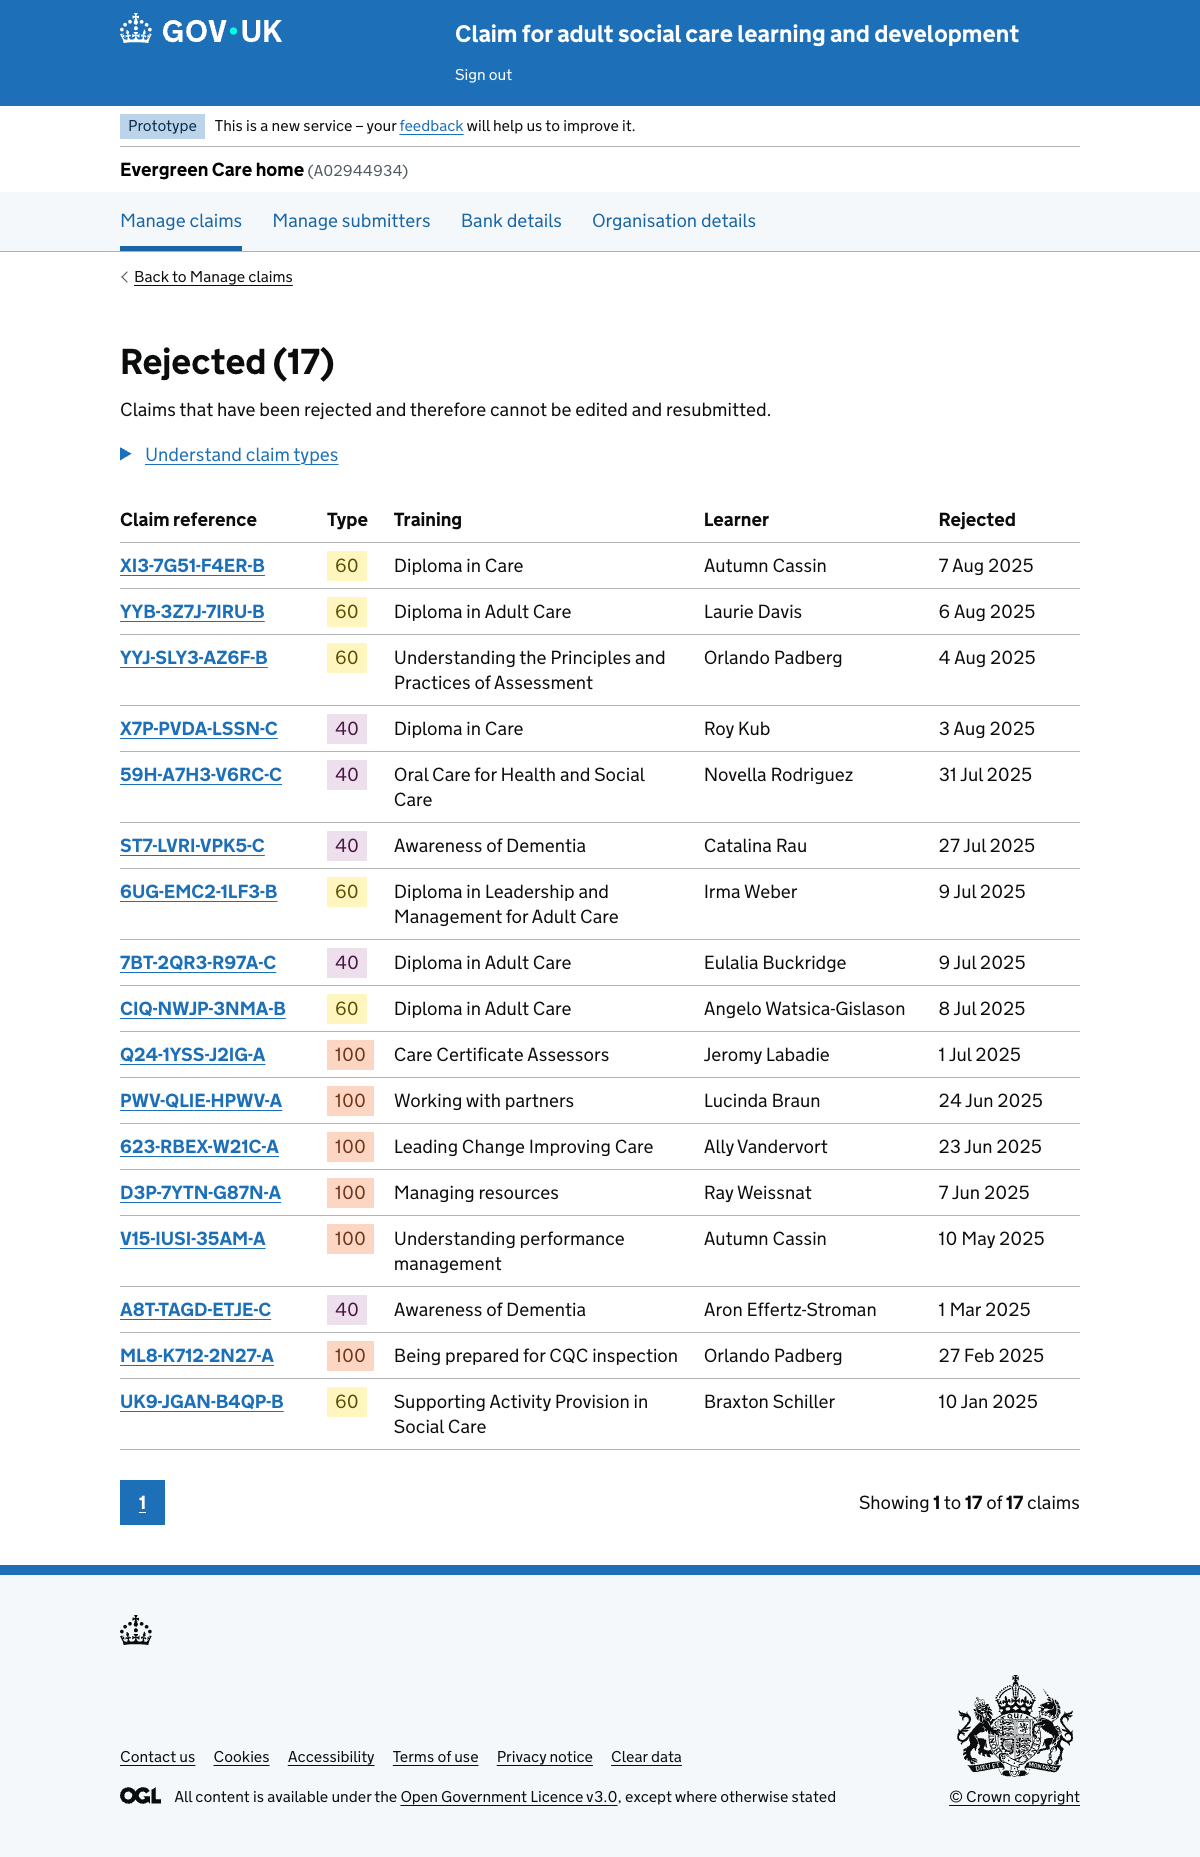 GOV.UK
Claim for adult social care learning and development
Sign out
Prototype This is a new service – your feedback will help us to improve it.
Evergreen Care home (A02944934)
Manage claims Manage submitters Bank details Organisation details
Back to Manage claims
Rejected (17)
Claims that have been rejected and therefore cannot be edited and resubmitted.
Understand claim types
Claim reference Type Training Learner Rejected
XI3-7G51-F4ER-B 60 Diploma in Care Autumn Cassin 7 Aug 2025
YYB-3Z7J-7IRU-B 60 Diploma in Adult Care Laurie Davis 6 Aug 2025
YYJ-SLY3-AZ6F-B 60 Understanding the Principles and Orlando Padberg 4 Aug 2025
Practices of Assessment
X7P-PVDA-LSSN-C 40 Diploma in Care Roy Kub 3 Aug 2025
59H-A7H3-V6RC-C 40 Oral Care for Health and Social Novella Rodriguez 31 Jul 2025
Care
ST7-LVRI-VPK5-C 40 Awareness of Dementia Catalina Rau 27 Jul 2025
6UG-EMC2-1LF3-B 60 Diploma in Leadership and Irma Weber 9 Jul 2025
Management for Adult Care
7BT-2QR3-R97A-C 40 Diploma in Adult Care Eulalia Buckridge 9 Jul 2025
CIQ-NWJP-3NMA-B 60 Diploma in Adult Care Angelo Watsica-Gislason 8 Jul 2025
Q24-1YSS-J2IG-A 100 Care Certificate Assessors Jeromy Labadie 1 Jul 2025
PWV-QLIE-HPWV-A 100 Working with partners Lucinda Braun 24 Jun 2025
623-RBEX-W21C-A 100 Leading Change Improving Care Ally Vandervort 23 Jun 2025
D3P-7YTN-G87N-A 100 Managing resources Ray Weissnat 7 Jun 2025
V15-IUSI-35AM-A 100 Understanding performance Autumn Cassin 10 May 2025
management
A8T-TAGD-ETJE-C 40 Awareness of Dementia Aron Effertz-Stroman 1 Mar 2025
ML8-K712-2N27-A 100 Being prepared for CQC inspection Orlando Padberg 27 Feb 2025
UK9-JGAN-B4QP-B 60 Supporting Activity Provision in Braxton Schiller 10 Jan 2025
Social Care
1 Showing 1 to 17 of 17 claims
Contact us Cookies Accessibility Terms of use Privacy notice Clear data
OGL All content is available under the Open Government Licence v3.0, except where otherwise stated
© Crown copyright